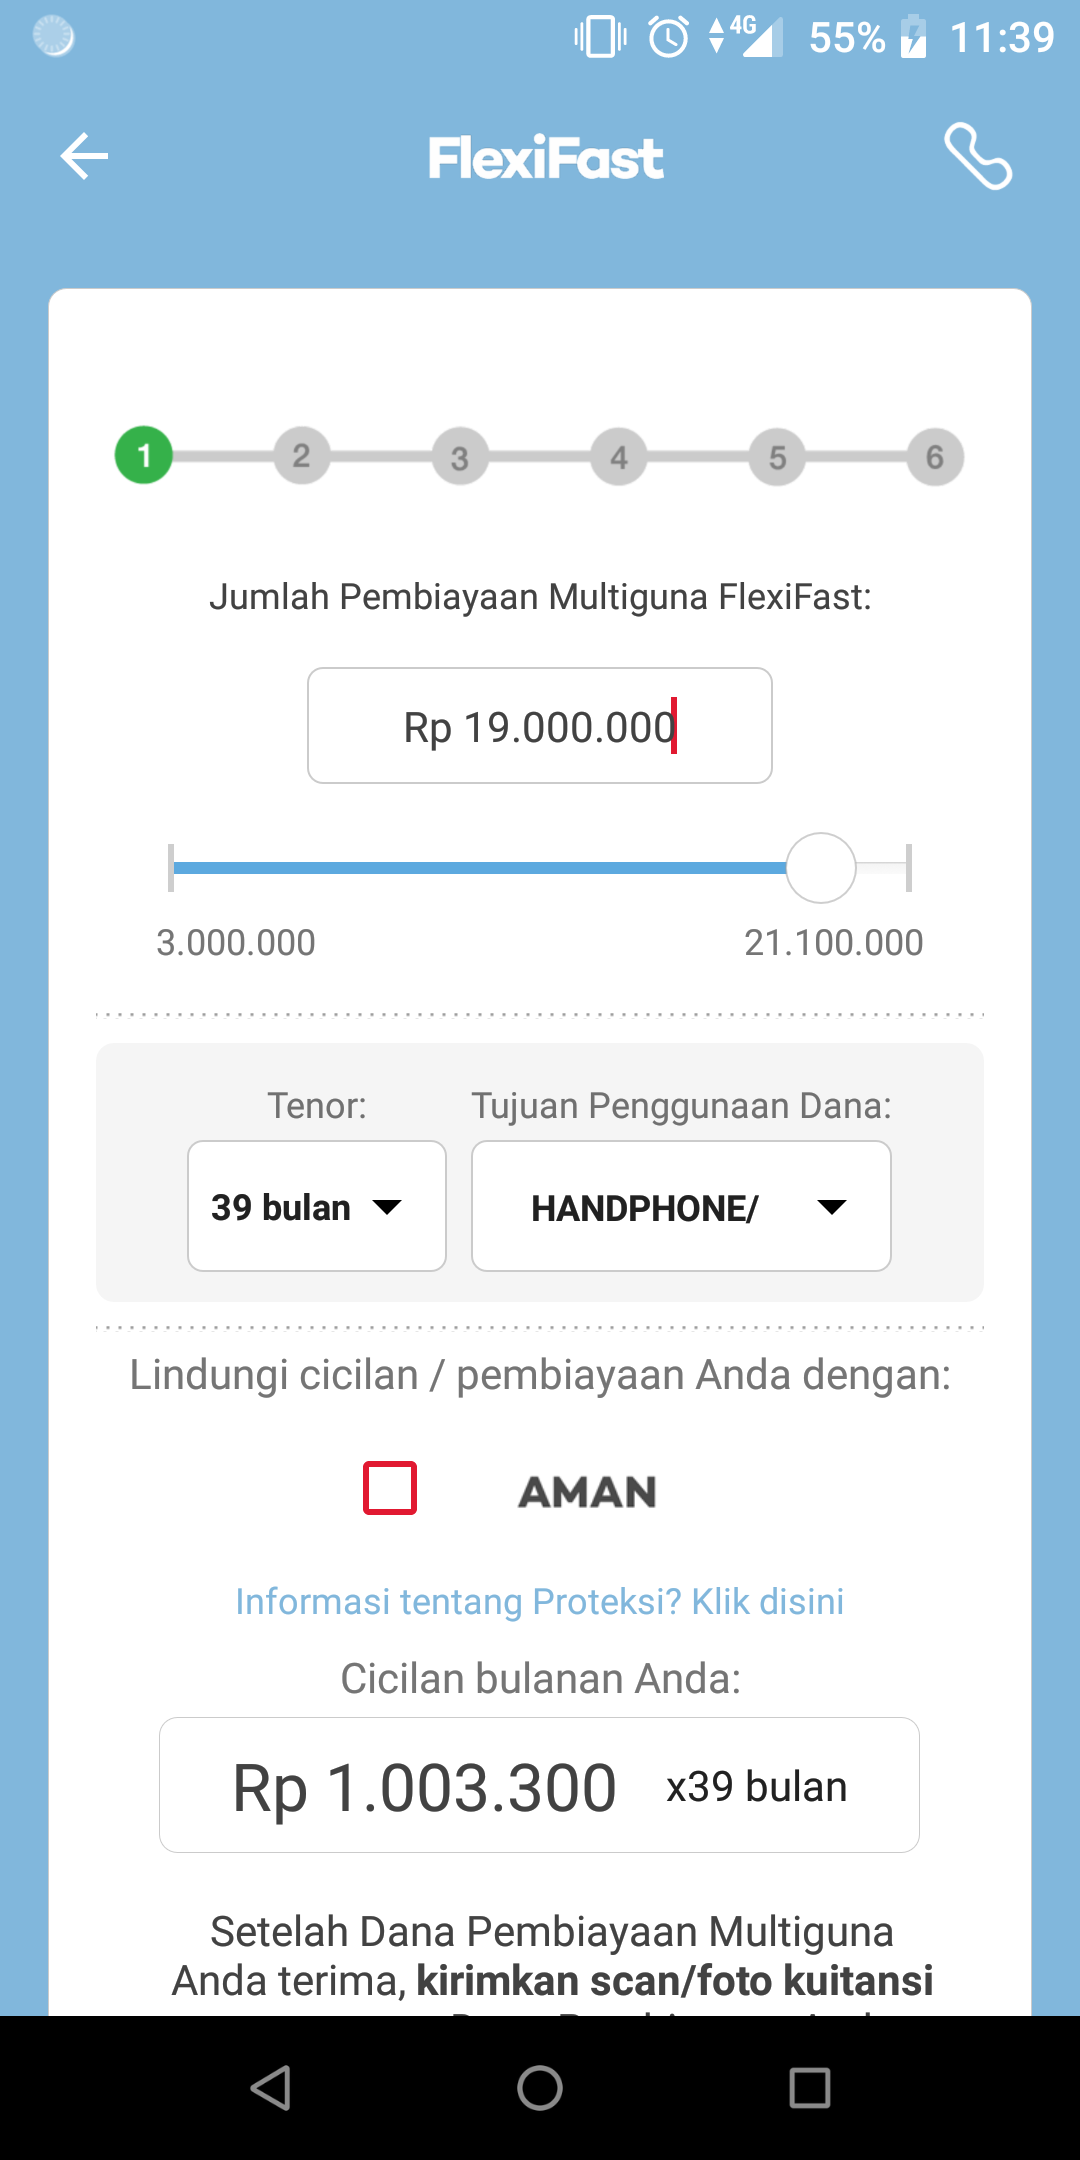 4G 55% 11:39
FlexiFast
1 2 3 4 5 6
Jumlah Pembiayaan Multiguna FlexiFast:
Rp 19.000.000
3.000.000 21.100.000
Tenor: Tujuan Penggunaan Dana:
39 bulan HANDPHONE/
Lindungi cicilan / pembiayaan Anda dengan:
AMAN
Informasi tentang Proteksi? Klik disini
Cicilan bulanan Anda:
Rp 1.003.300 x39 bulan
Setelah Dana Pembiayaan Multiguna
Anda terima, kirimkan scan/foto kuitansi